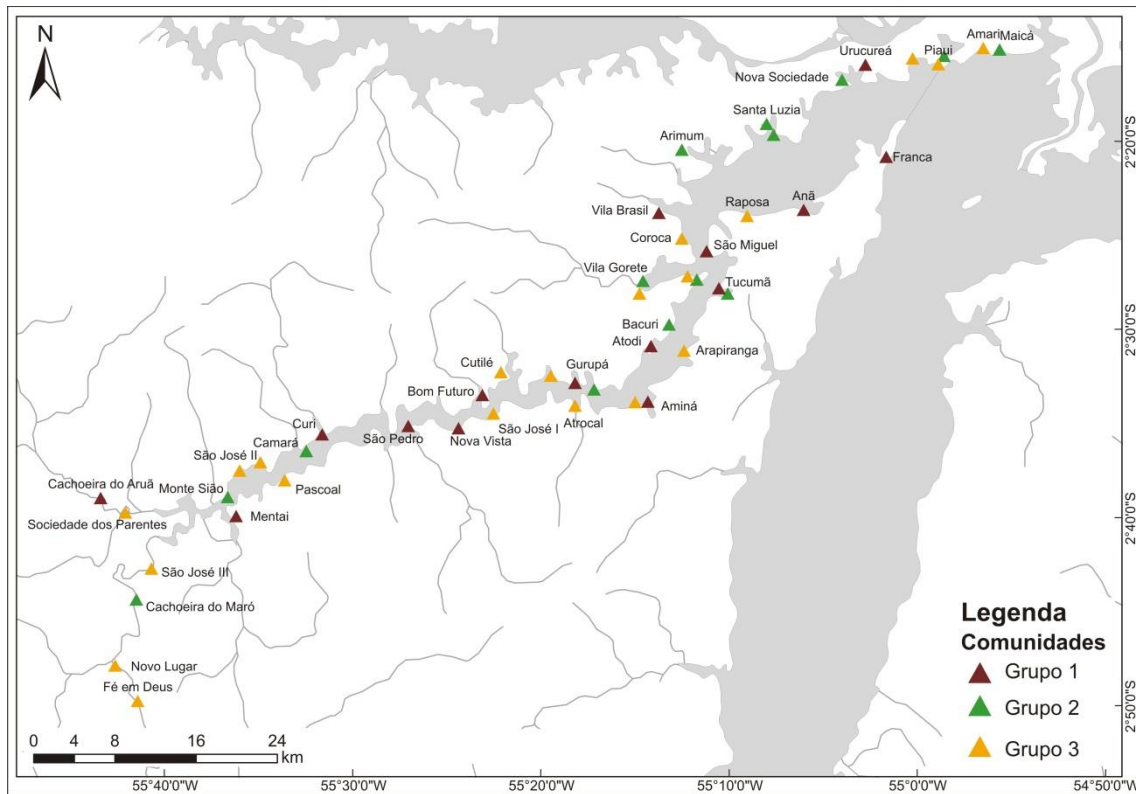 N
Amari Maicá
Urucureá
Piaui
Nova Sociedade
Santa Luzia
Arimum
2°20'0"S
Franca
Vila Brasil
Raposa
Anã
Coroca
São Miguel
Vila Gorete
Tucumã
2°30'0"S
Bacuri
Atodi
Arapiranga
Cutilé
Gurupá
Bom Futuro
Aminá
Atrocal
São José I
Curi
São Pedro
Nova Vista
Camará
São José II
Cachoeira do Aruã
Monte Sião
Pascoal
Sociedade dos Parentes
Mentai
2°40'0"S
São José III
Cachoeira do Maró
Novo Lugar
Fé em Deus
2°50'0"S
Legenda
Comunidades
Grupo 1
Grupo 2
Grupo 3
0 4 8 16 24
km
55°40'0"W 55°30'0"W 55°20'0"W 55°10'0"W 55°0'0"W 54°50'0"W